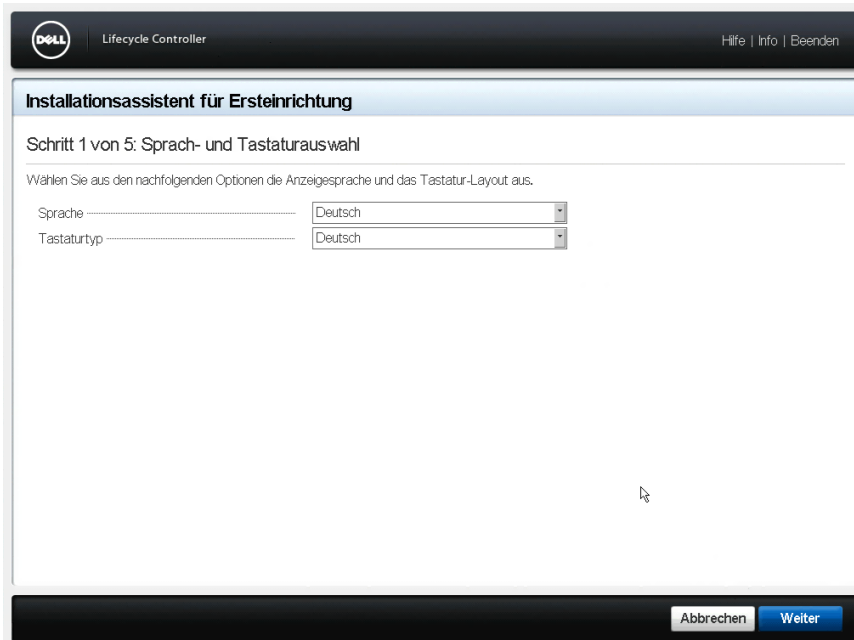 DELL
Lifecycle Controller
Hilfe | Info | Beenden
Installationsassistent für Ersteinrichtung
Schritt 1 von 5: Sprach- und Tastaturauswahl
Wählen Sie aus den nachfolgenden Optionen die Anzeigesprache und das Tastatur-Layout aus.
Sprache Deutsch
Tastaturtyp Deutsch
Abbrechen Weiter